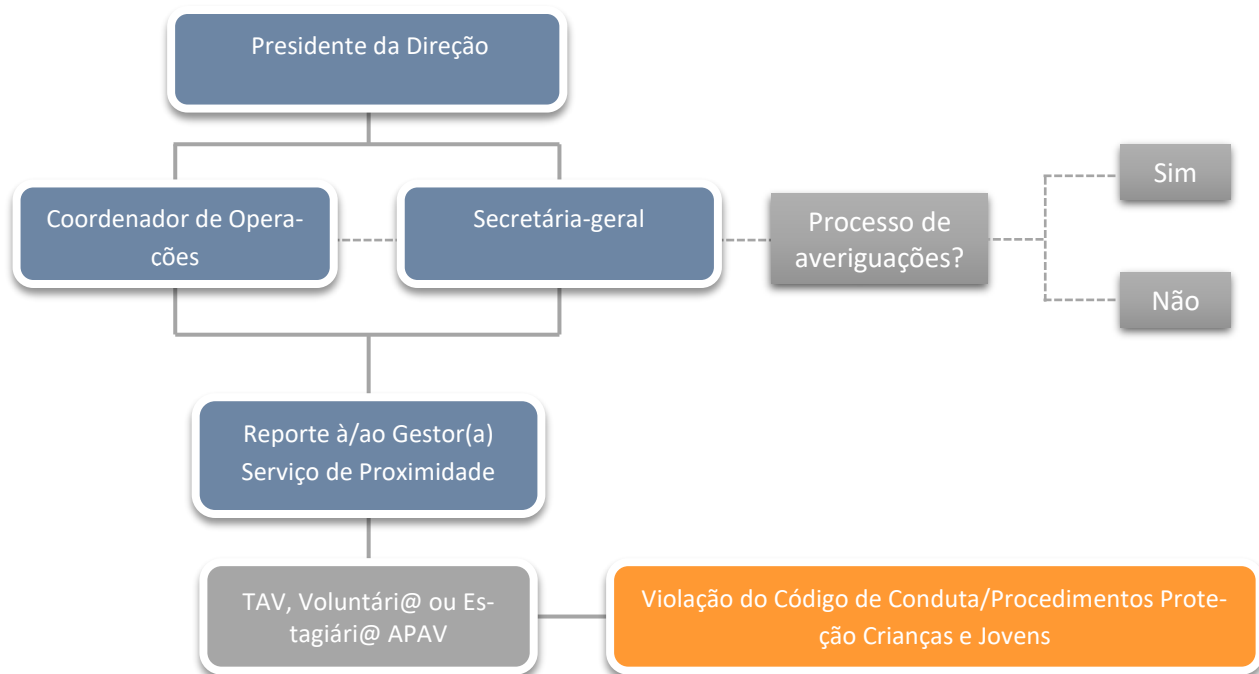 Presidente da Direção
Coordenador de Opera-
ções
Secretária-geral
Processo de
averiguações?
Sim
Não
Reporte à/ao Gestor(a)
Serviço de Proximidade
TAV, Voluntári@ ou Es-
tagiári@ APAV
Violação do Código de Conduta/Procedimentos Prote-
ção Crianças e Jovens